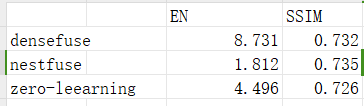 EN SSIM
densefuse 8.731 0.732
nestfuse 1.812 0.735
zero-leearning 4.496 0.726